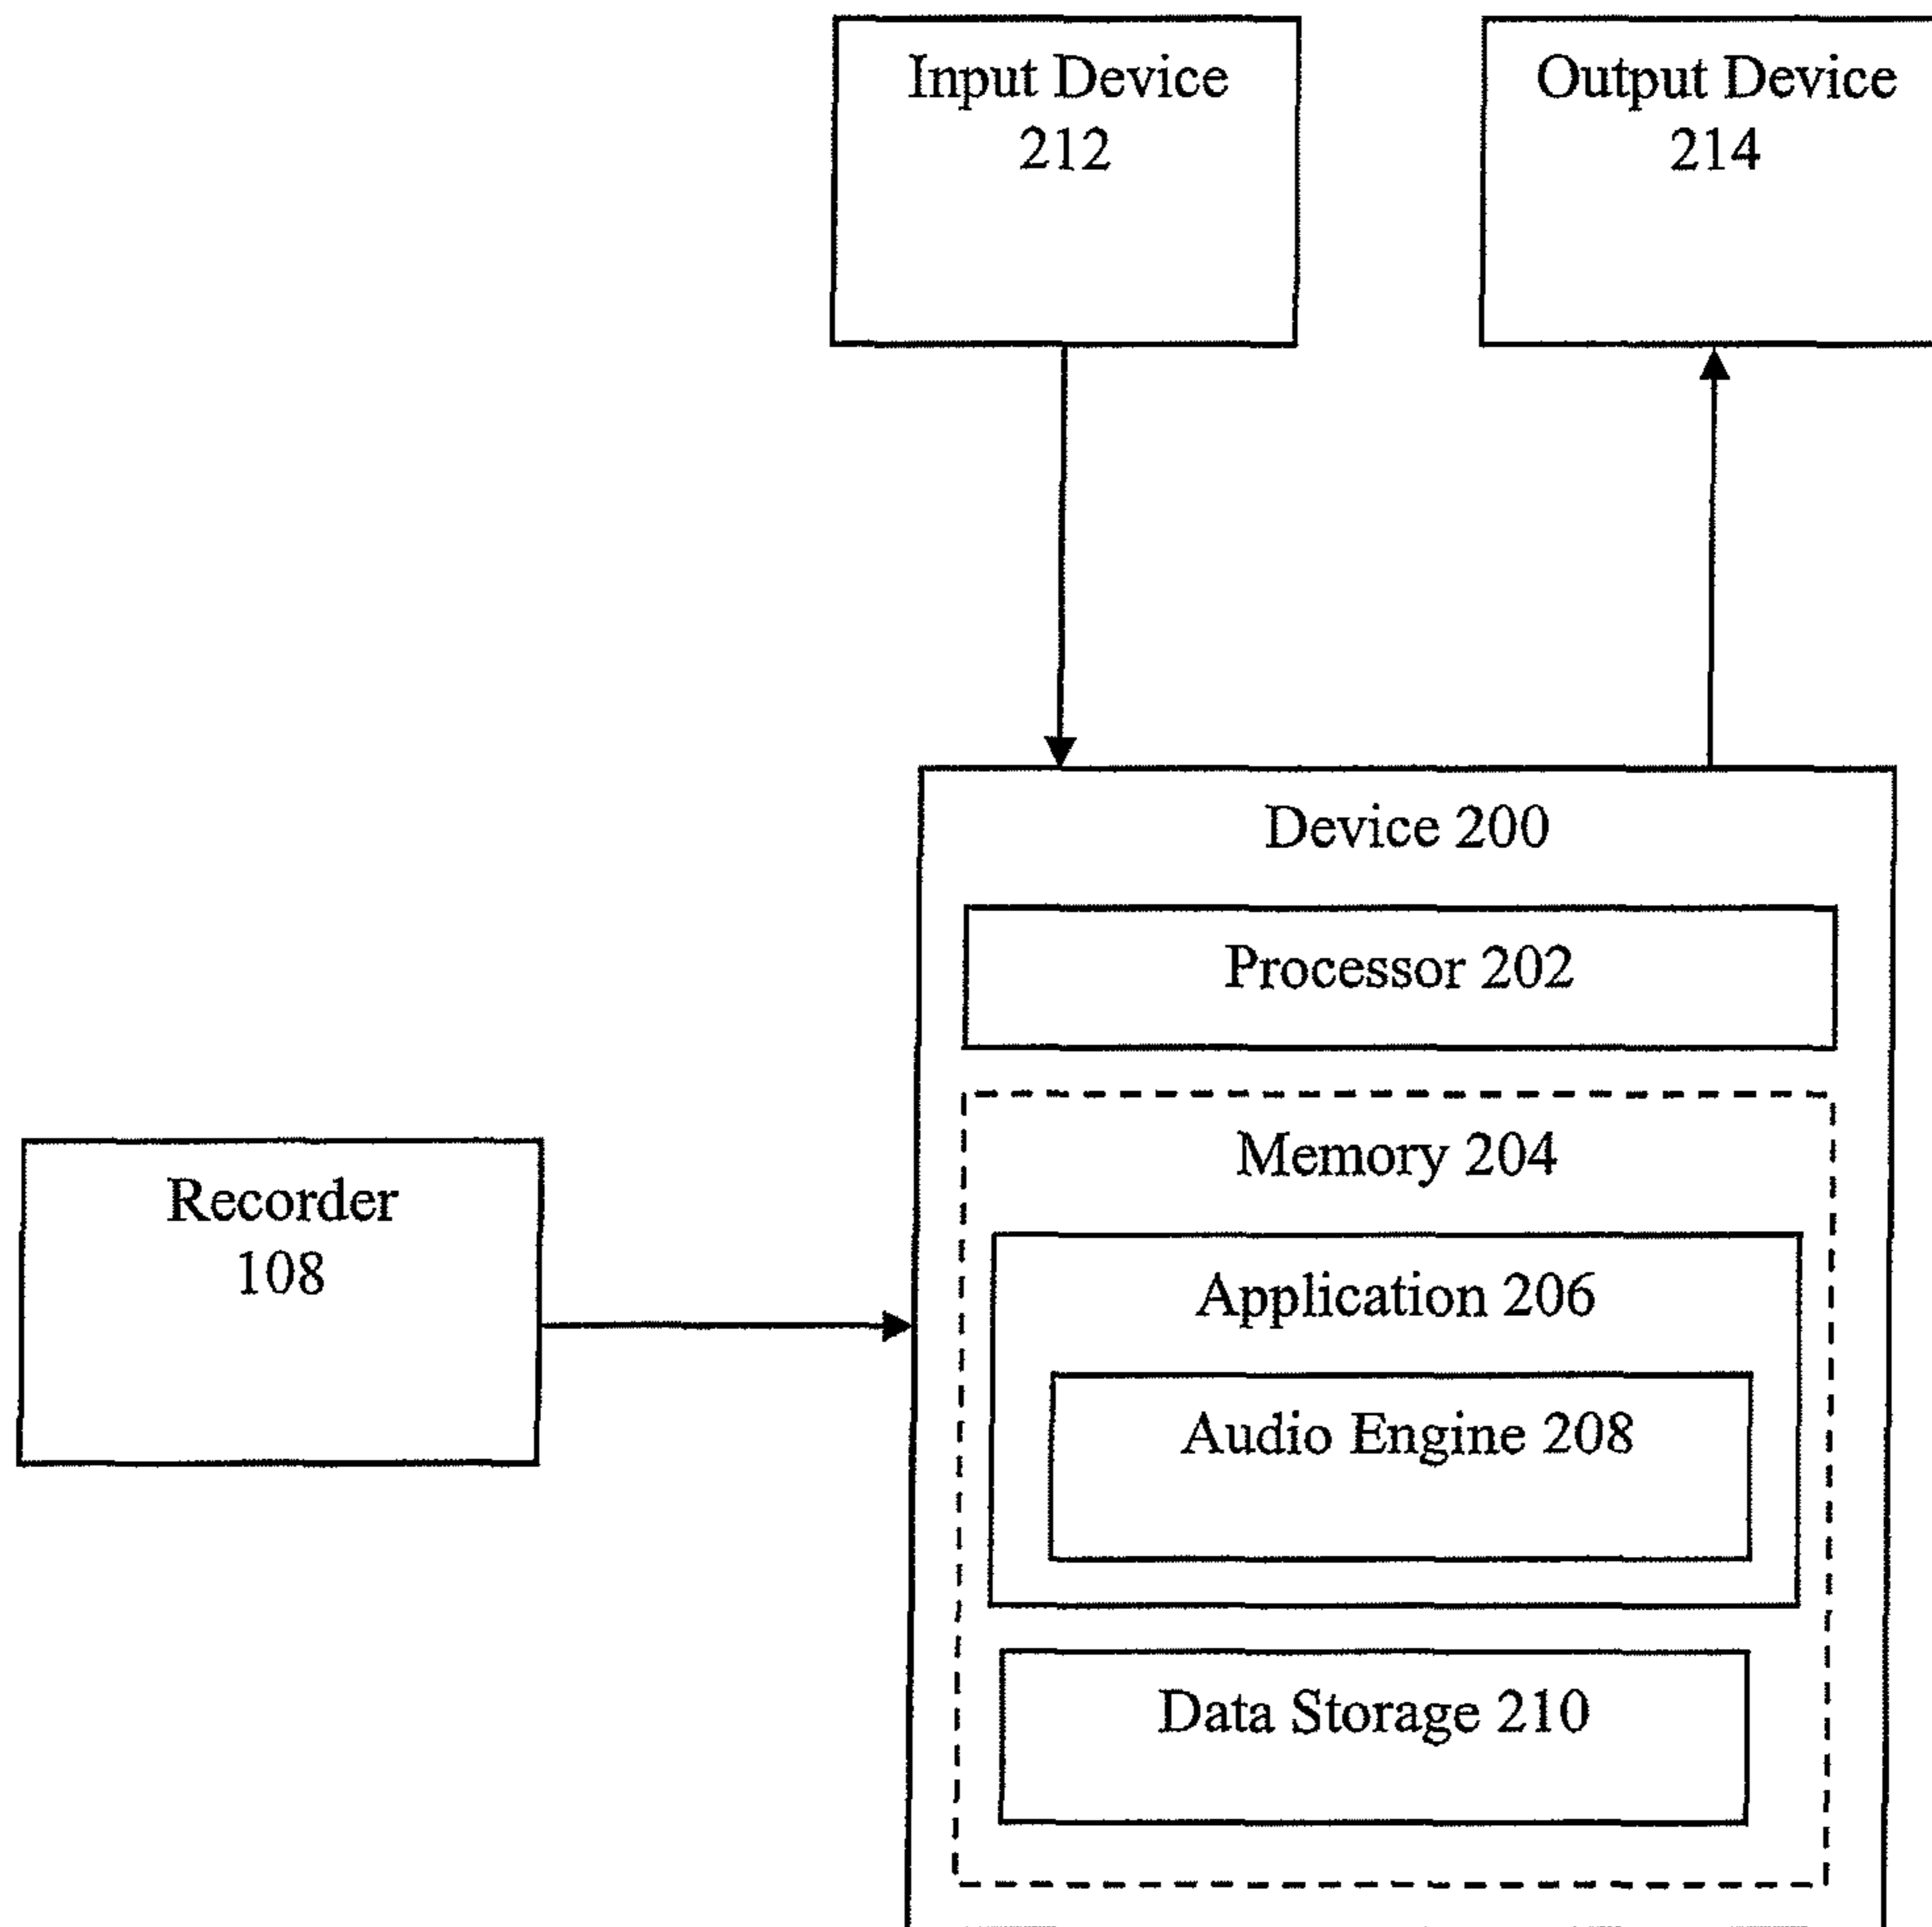 Input Device
212
Output Device
214
Device 200
Processor 202
Memory 204
Recorder
108
Application 206
Audio Engine 208
Data Storage 210